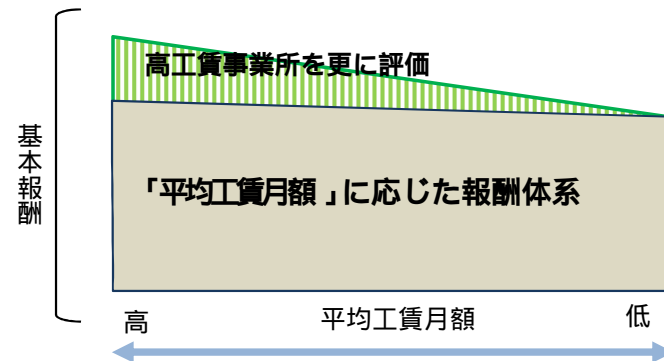 高工賃事業所を更に評価
基本報酬
「平均工賃月額」に応じた報酬体系
高
平均工賃月額
低